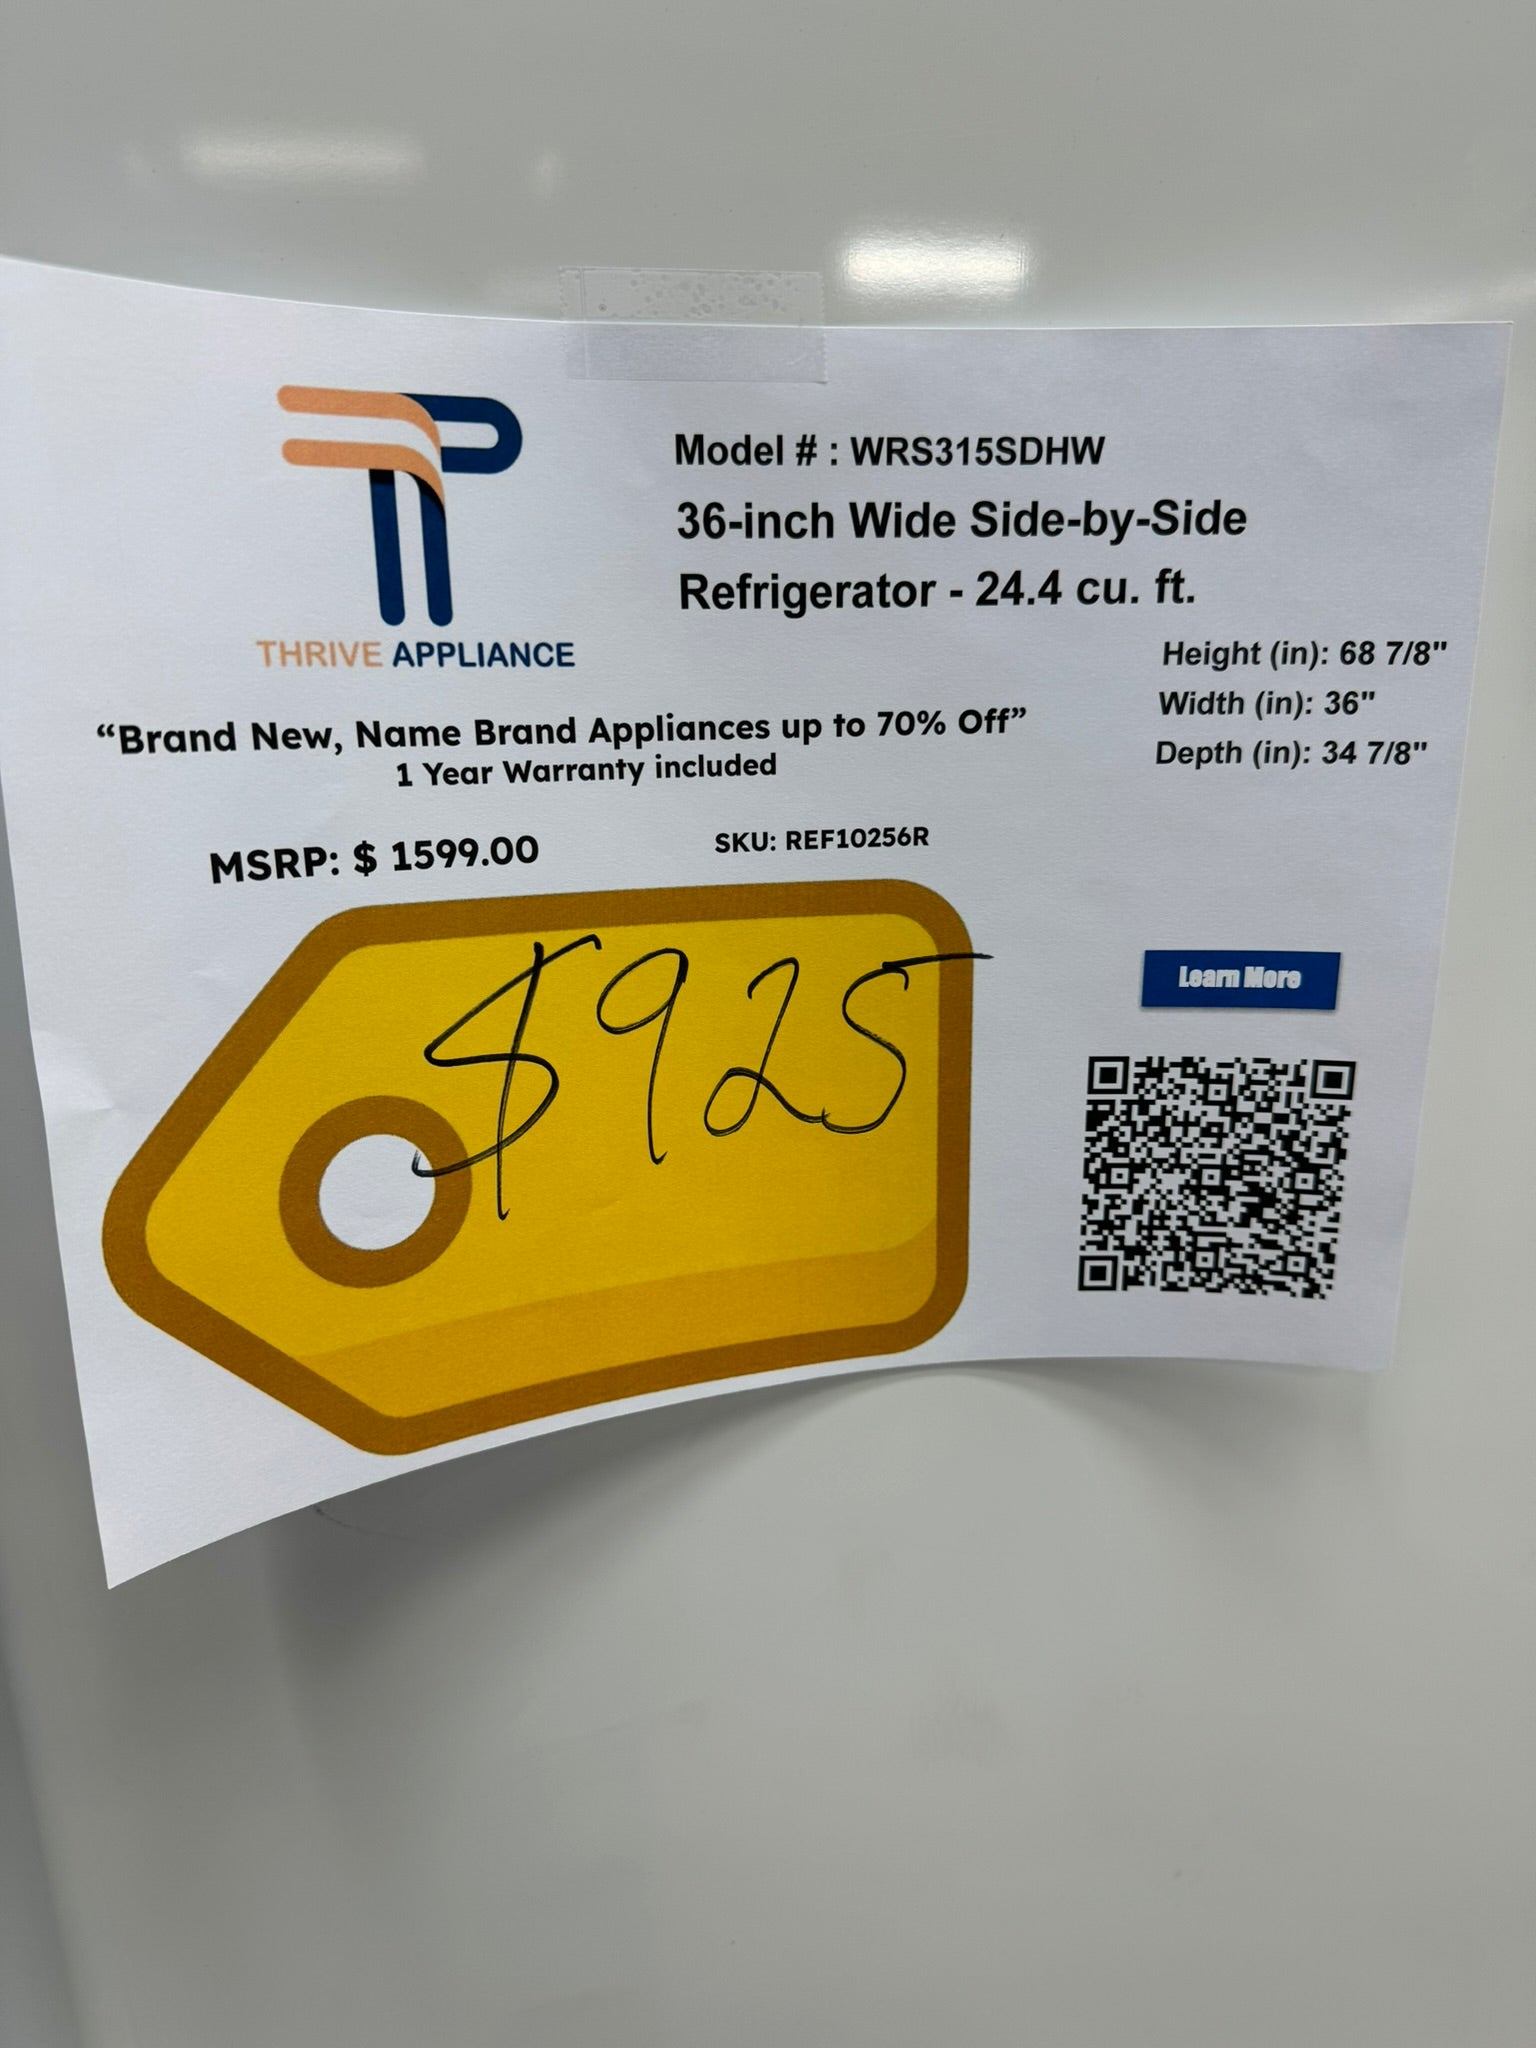 THRIVE APPLIANCE
Model # : WRS315SDHW
36-inch Wide Side-by-Side
Refrigerator - 24.4 cu. ft.
Height (in): 68 7/8"
Width (in): 36"
Depth (in): 34 7/8"
“Brand New, Name Brand Appliances up to 70% Off”
1 Year Warranty included
MSRP: $ 1599.00
SKU: REF10256R
$925
Learn More